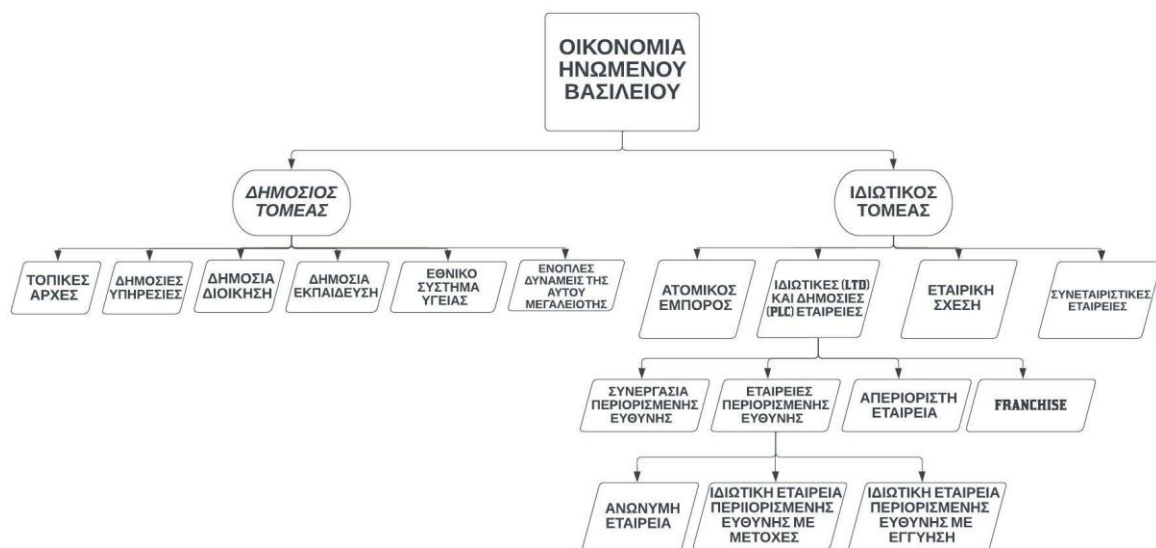 ΟΙΚΟΝΟΜΙΑ
ΗΝΩΜΕΝΟΥ
ΒΑΣΙΛΕΙΟΥ
ΔΗΜΟΣΙΟΣ
ΤΟΜΕΑΣ
ΙΔΙΩΤΙΚΟΣ
ΤΟΜΕΑΣ
ΤΟΠΙΚΕΣ
ΑΡΧΕΣ
ΔΗΜΟΣΙΕΣ
ΥΠΗΡΕΣΙΕΣ
ΔΗΜΟΣΙΑ
ΔΙΟΙΚΗΣΗ
ΔΗΜΟΣΙΑ
ΕΚΠΑΙΔΕΥΣΗ
ΕΘΝΙΚΟ
ΣΥΣΤΗΜΑ
ΥΓΕΙΑΣ
ΕΝΟΠΛΕΣ
ΔΥΝΑΜΕΙΣ ΤΗΣ
ΑΥΤΟΥ
ΜΕΓΑΛΕΙΟΤΗΣ
ΑΤΟΜΙΚΟΣ
ΕΜΠΟΡΟΣ
ΙΔΙΩΤΙΚΕΣ (LTD)
ΚΑΙ ΔΗΜΟΣΙΕΣ
(PLC) ΕΤΑΙΡΕΙΕΣ
ΕΤΑΙΡΙΚΗ
ΣΧΕΣΗ
ΣΥΝΕΤΑΙΡΙΣΤΙΚΕΣ
ΕΤΑΙΡΕΙΕΣ
ΣΥΝΕΡΓΑΣΙΑ
ΠΕΡΙΟΡΙΣΜΕΝΗΣ
ΕΥΘΥΝΗΣ
ΕΤΑΙΡΕΙΕΣ
ΠΕΡΙΟΡΙΣΜΕΝΗΣ
ΕΥΘΥΝΗΣ
ΑΠΕΡΙΟΡΙΣΤΗ
ΕΤΑΙΡΕΙΑ
FRANCHISE
ΑΝΩΝΥΜΗ
ΕΤΑΙΡΕΙΑ
ΙΔΙΩΤΙΚΗ ΕΤΑΙΡΕΙΑ
ΠΕΡΙΙΟΡΙΣΜΕΝΗΣ
ΕΥΘΥΝΗΣ ΜΕ
ΜΕΤΟΧΕΣ
ΙΔΙΩΤΙΚΗ ΕΤΑΙΡΕΙΑ
ΠΕΡΙΟΡΙΣΜΕΝΗΣ
ΕΥΘΥΝΗΣ ΜΕ
ΕΓΓΥΗΣΗ